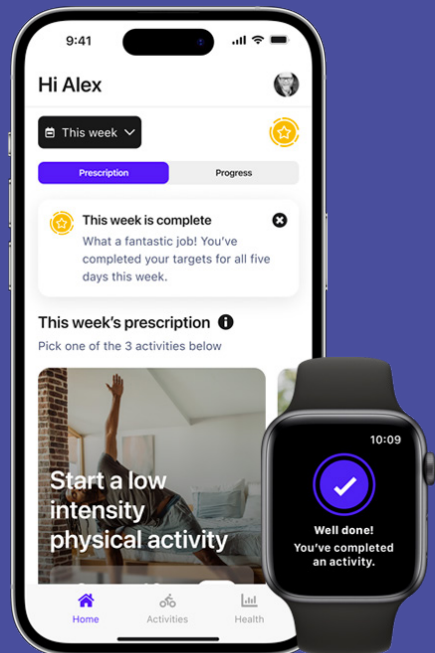 9:41
Hi Alex
This week
Prescription Progress
This week is complete
What a fantastic job! You've
completed your targets for all five
days this week.
This week's prescription
Pick one of the 3 activities below
Start a low
intensity
physical activity
Home Activities Health
10:09
Well done!
You've completed
an activity.